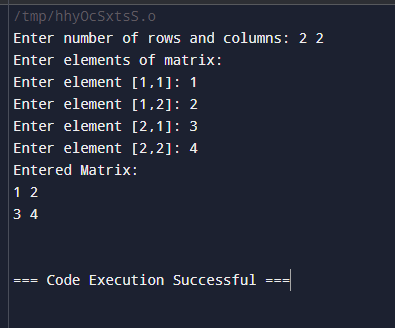 /tmp/hhyOcSxtsS.o
Enter number of rows and columns: 2 2
Enter elements of matrix:
Enter element [1,1]: 1
Enter element [1,2]: 2
Enter element [2,1]: 3
Enter element [2,2]: 4
Entered Matrix:
1 2
3 4
=== Code Execution Successful ===